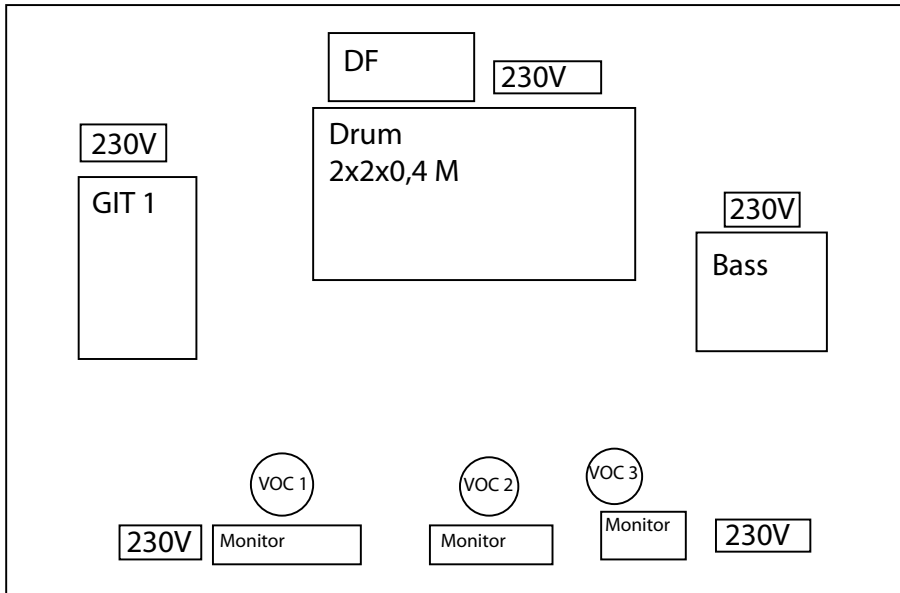 DF
230V
230V
Drum
2x2x0,4 M
GIT 1
230V
Bass
VOC 1
VOC 2
VOC 3
230V
Monitor
Monitor
Monitor
230V